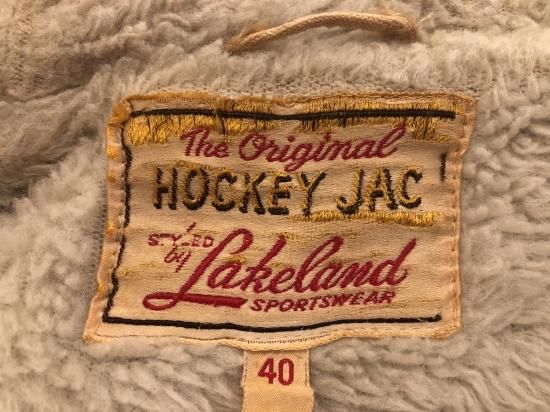 The Original
HOCKEY JAC
STYLED
by Lakeland
SPORTSWEAR
40